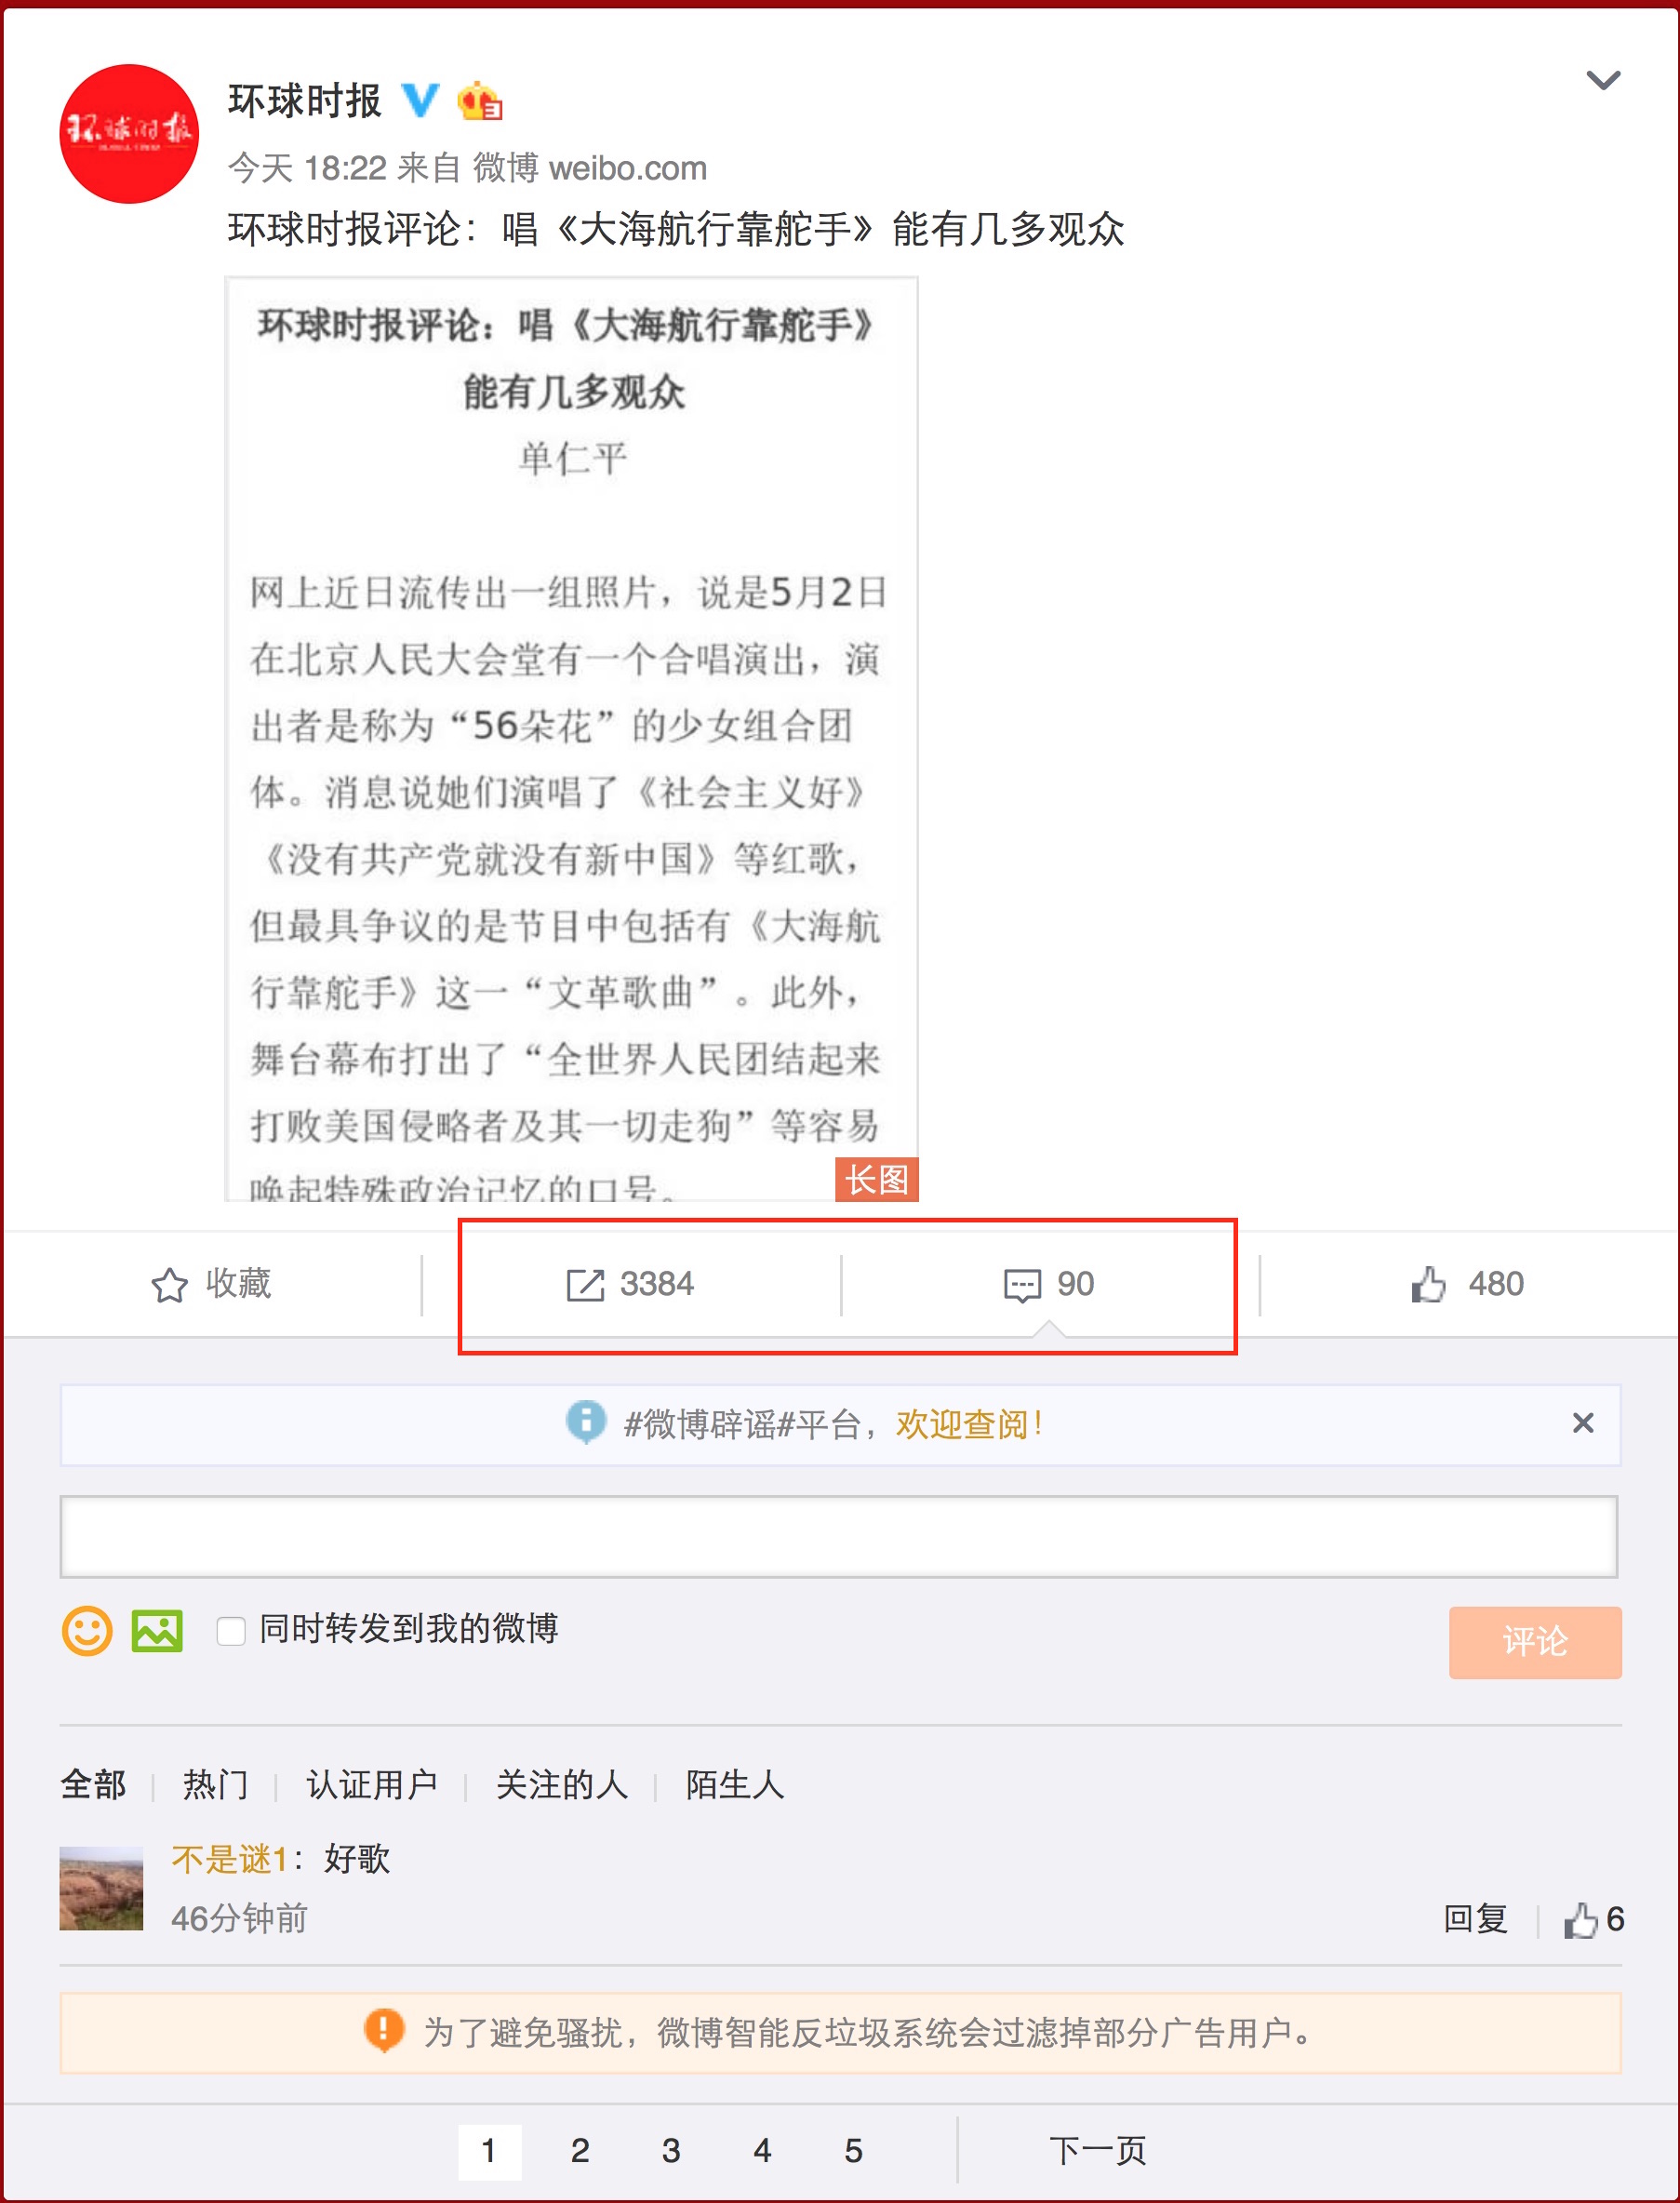 环球时报
环球时报
今天 18:22 来自 微博 weibo.com
环球时报评论：唱《大海航行靠舵手》能有几多观众
环球时报评论：唱《大海航行靠舵手》
能有几多观众
单仁平
网上近日流传出一组照片，说是5月2日
在北京人民大会堂有一个合唱演出，演
出者是称为“56朵花”的少女组合团
体。消息说她们演唱了《社会主义好》
《没有共产党就没有新中国》等红歌，
但最具争议的是节目中包括有《大海航
行靠舵手》这一“文革歌曲”。此外，
舞台幕布打出了“全世界人民团结起来
打败美国侵略者及其一切走狗”等容易
唤起特殊政治记忆的口号。
长图
收藏
3384
90
480
#微博辟谣#平台，欢迎查阅！
同时转发到我的微博
评论
全部 热门 认证用户 关注的人 陌生人
不是谜1：好歌
46分钟前
回复 6
为了避免骚扰，微博智能反垃圾系统会过滤掉部分广告用户。
1 2 3 4 5 下一页